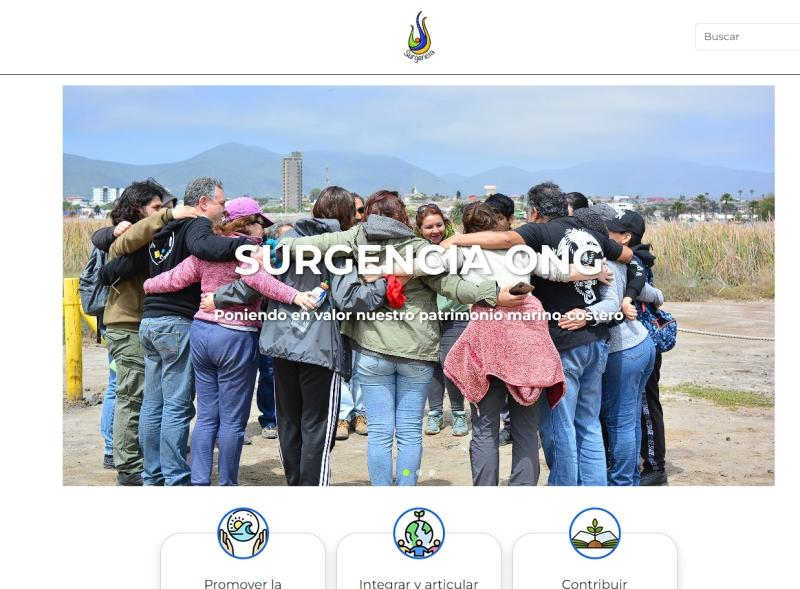 Surgencia
Buscar
SURGENCIA ONG
Poniendo en valor nuestro patrimonio marino-costero
Promover la
Integrar y articular
Contribuir